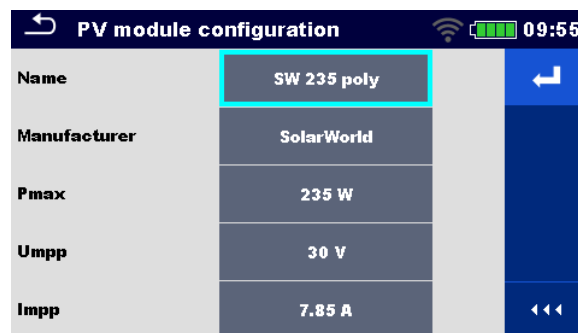 PV module configuration 09:55
Name SW 235 poly
Manufacturer SolarWorld
Pmax 235 W
Umpp 30 V
Impp 7.85 A